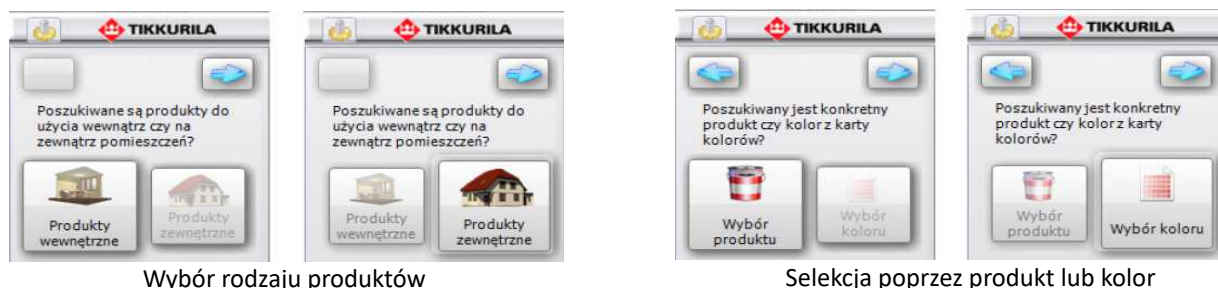 TIKKURILA
Poszukiwane są produkty do
użycia wewnątrz czy na
zewnątrz pomieszczeń?
Produkty
wewnętrzne
Produkty
zewnętrzne
TIKKURILA
Poszukiwane są produkty do
użycia wewnątrz czy na
zewnątrz pomieszczeń?
Produkty
wewnętrzne
Produkty
zewnętrzne
Wybór rodzaju produktów
TIKKURILA
Poszukiwany jest konkretny
produkt czy kolor z karty
kolorów?
Wybór
produktu
Wybór
koloru
TIKKURILA
Poszukiwany jest konkretny
produkt czy kolor z karty
kolorów?
Wybór
produktu
Wybór koloru
Selekcja poprzez produkt lub kolor